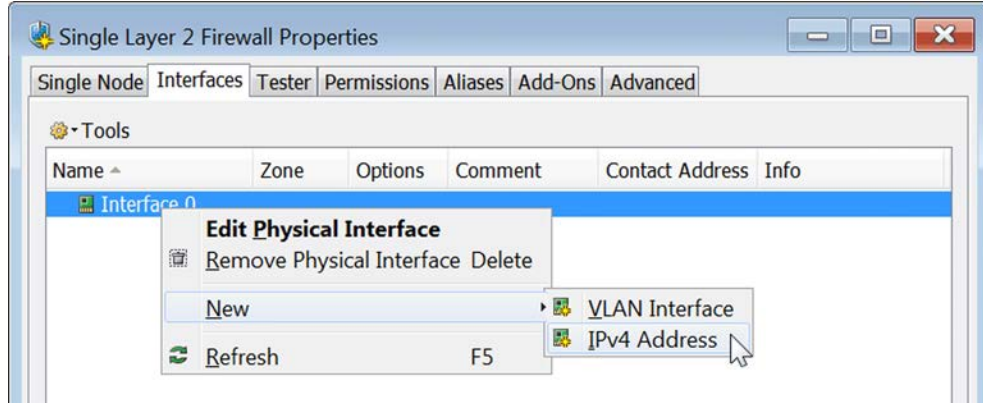 Single Layer 2 Firewall Properties
Single Node Interfaces Tester Permissions Aliases Add-Ons Advanced
Tools
Name Zone Options Comment Contact Address Info
Interface 0
Edit Physical Interface
Remove Physical Interface Delete
New
VLAN Interface
IPv4 Address
Refresh F5